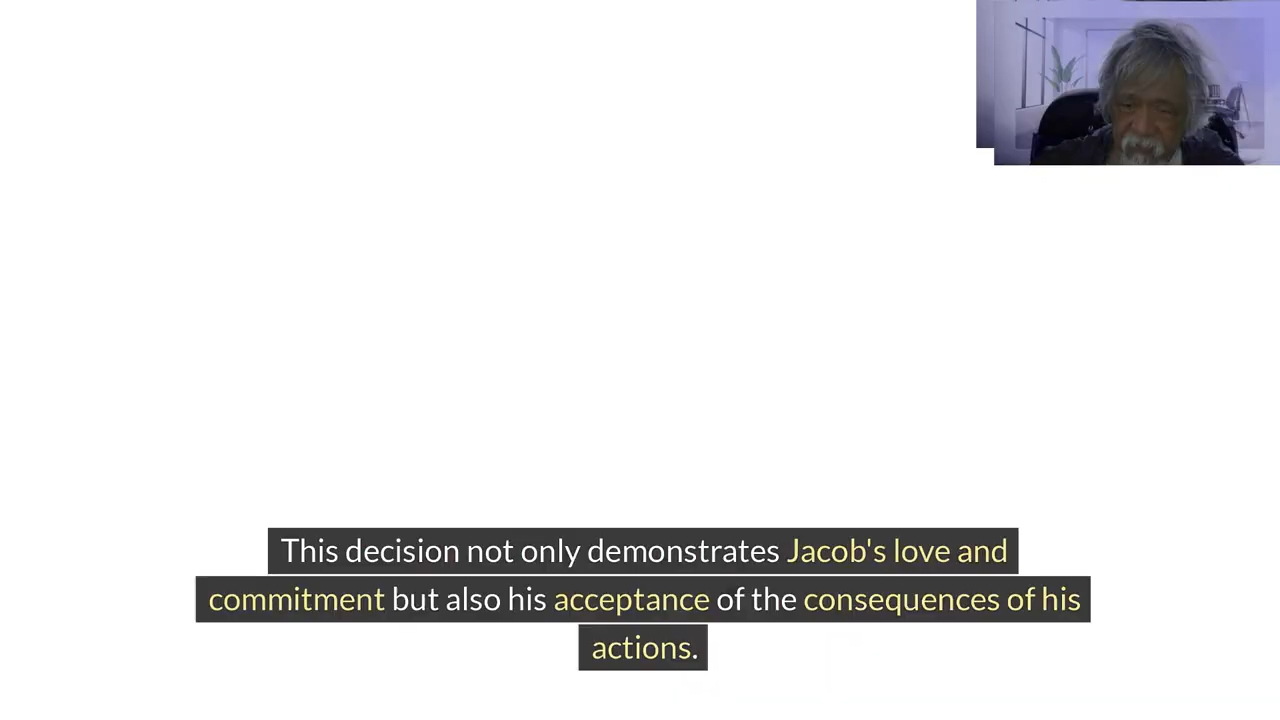 This decision not only demonstrates Jacob's love and
commitment but also his acceptance of the consequences of his
actions.